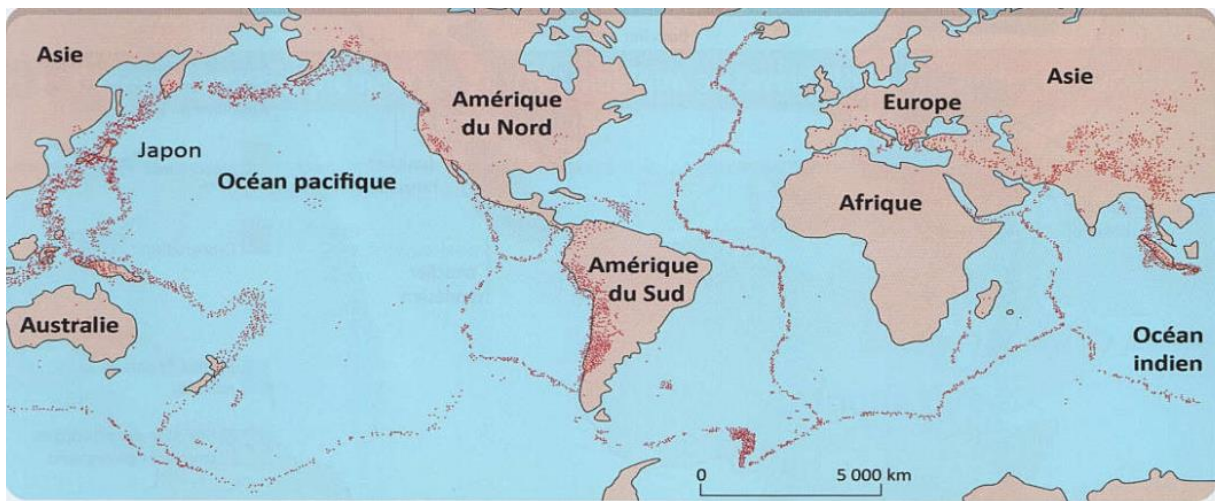 Asie
Japon
Océan pacifique
Australie
Amérique
du Nord
Amérique
du Sud
Europe
Asie
Afrique
Océan
indien
0 5 000 km